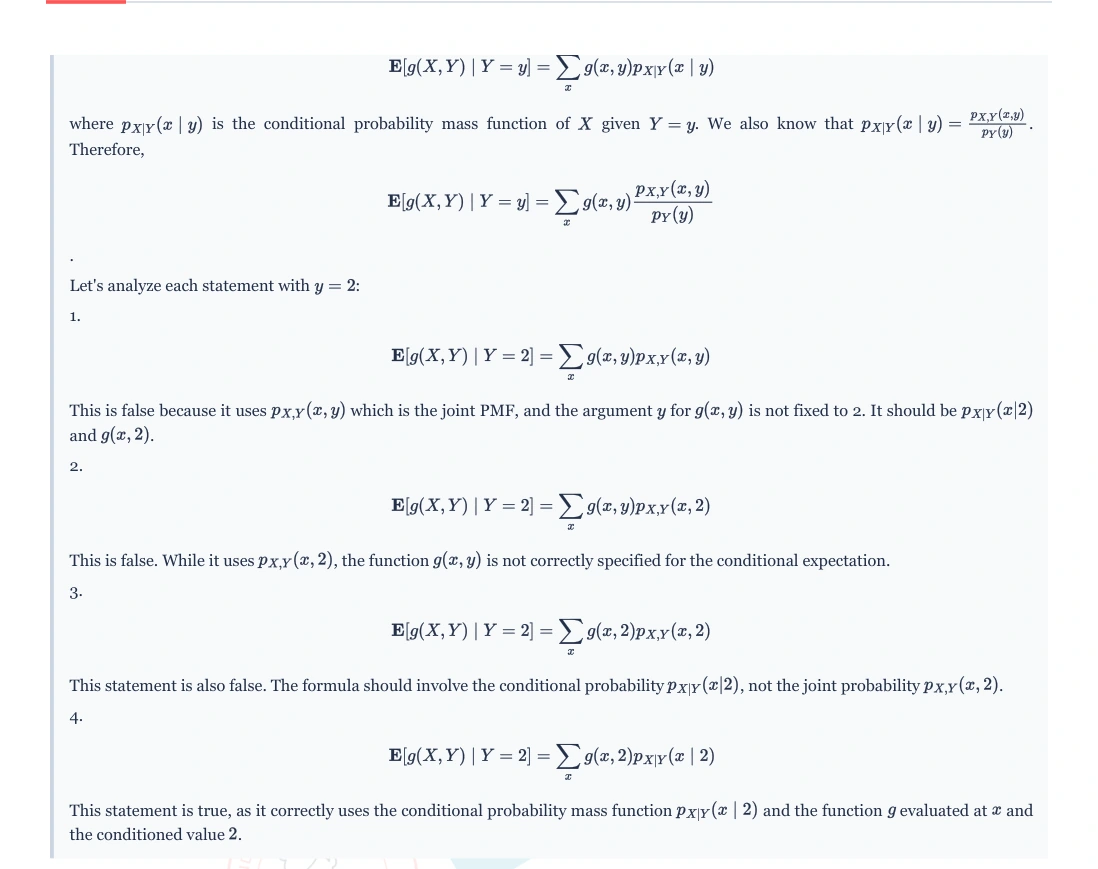 E[g(X, Y) | Y = y] = ∑ₓ g(x, y)p_{X|Y}(x | y)
where p_{X|Y}(x | y) is the conditional probability mass function of X given Y = y. We also know that p_{X|Y}(x | y) = \frac{p_{X,Y}(x,y)}{p_Y(y)}.
Therefore,
E[g(X, Y) | Y = y] = ∑ₓ g(x, y)\frac{p_{X,Y}(x, y)}{p_Y(y)}
.
Let's analyze each statement with y = 2:
1.
E[g(X, Y) | Y = 2] = ∑ₓ g(x, y)p_{X,Y}(x, y)
This is false because it uses p_{X,Y}(x, y) which is the joint PMF, and the argument y for g(x, y) is not fixed to 2. It should be p_{X|Y}(x|2)
and g(x, 2).
2.
E[g(X, Y) | Y = 2] = ∑ₓ g(x, y)p_{X,Y}(x, 2)
This is false. While it uses p_{X,Y}(x, 2), the function g(x, y) is not correctly specified for the conditional expectation.
3.
E[g(X, Y) | Y = 2] = ∑ₓ g(x, 2)p_{X,Y}(x, 2)
This statement is also false. The formula should involve the conditional probability p_{X|Y}(x|2), not the joint probability p_{X,Y}(x, 2).
4.
E[g(X, Y) | Y = 2] = ∑ₓ g(x, 2)p_{X|Y}(x | 2)
This statement is true, as it correctly uses the conditional probability mass function p_{X|Y}(x | 2) and the function g evaluated at x and
the conditioned value 2.